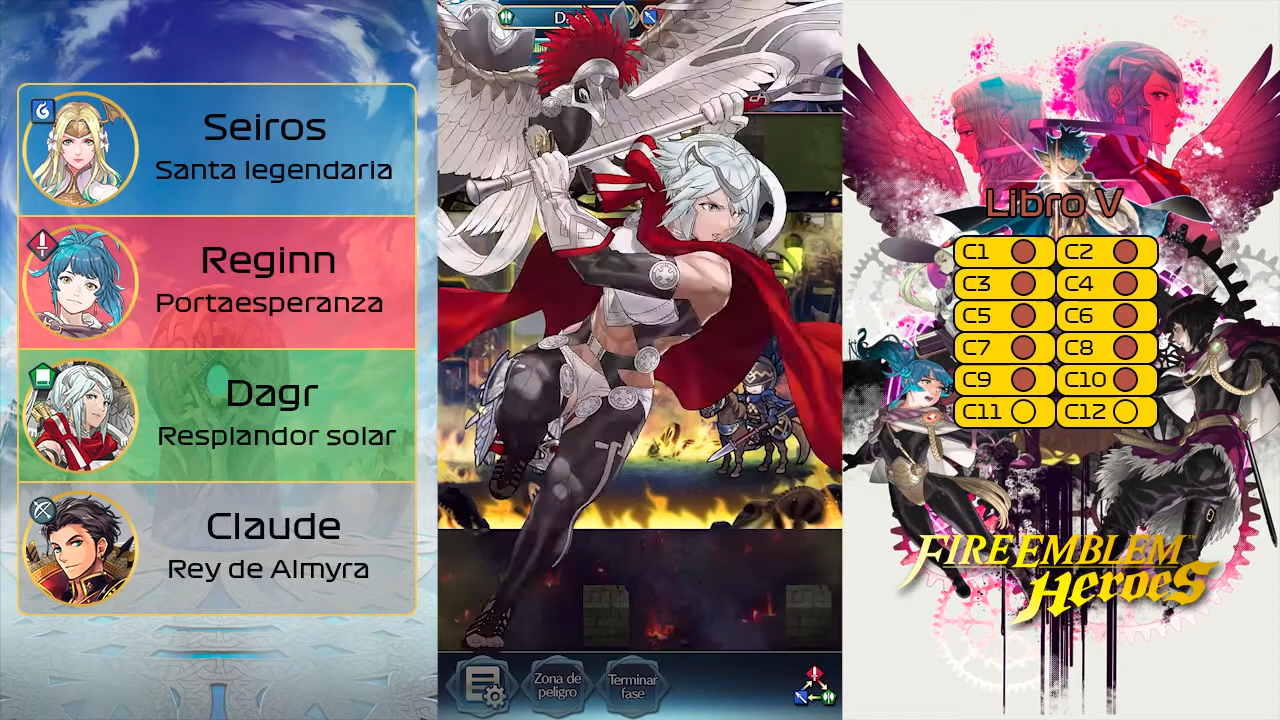 Seiros
Santa legendaria
Reginn
Portaesperanza
Dagr
Resplandor solar
Claude
Rey de Almyra
Zona de
peligro
Terminar
fase
Libro V
C1 C2
C3 C4
C5 C6
C7 C8
C9 C10
C11 C12
FIRE EMBLEM
Heroes